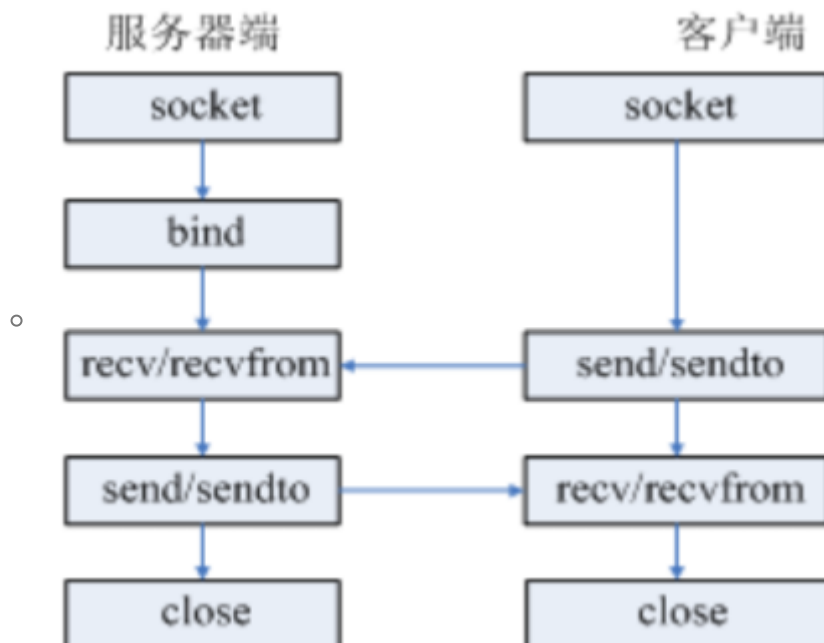 服务器端
客户端
socket
socket
bind
recv/recvfrom
send/sendto
send/sendto
recv/recvfrom
close
close